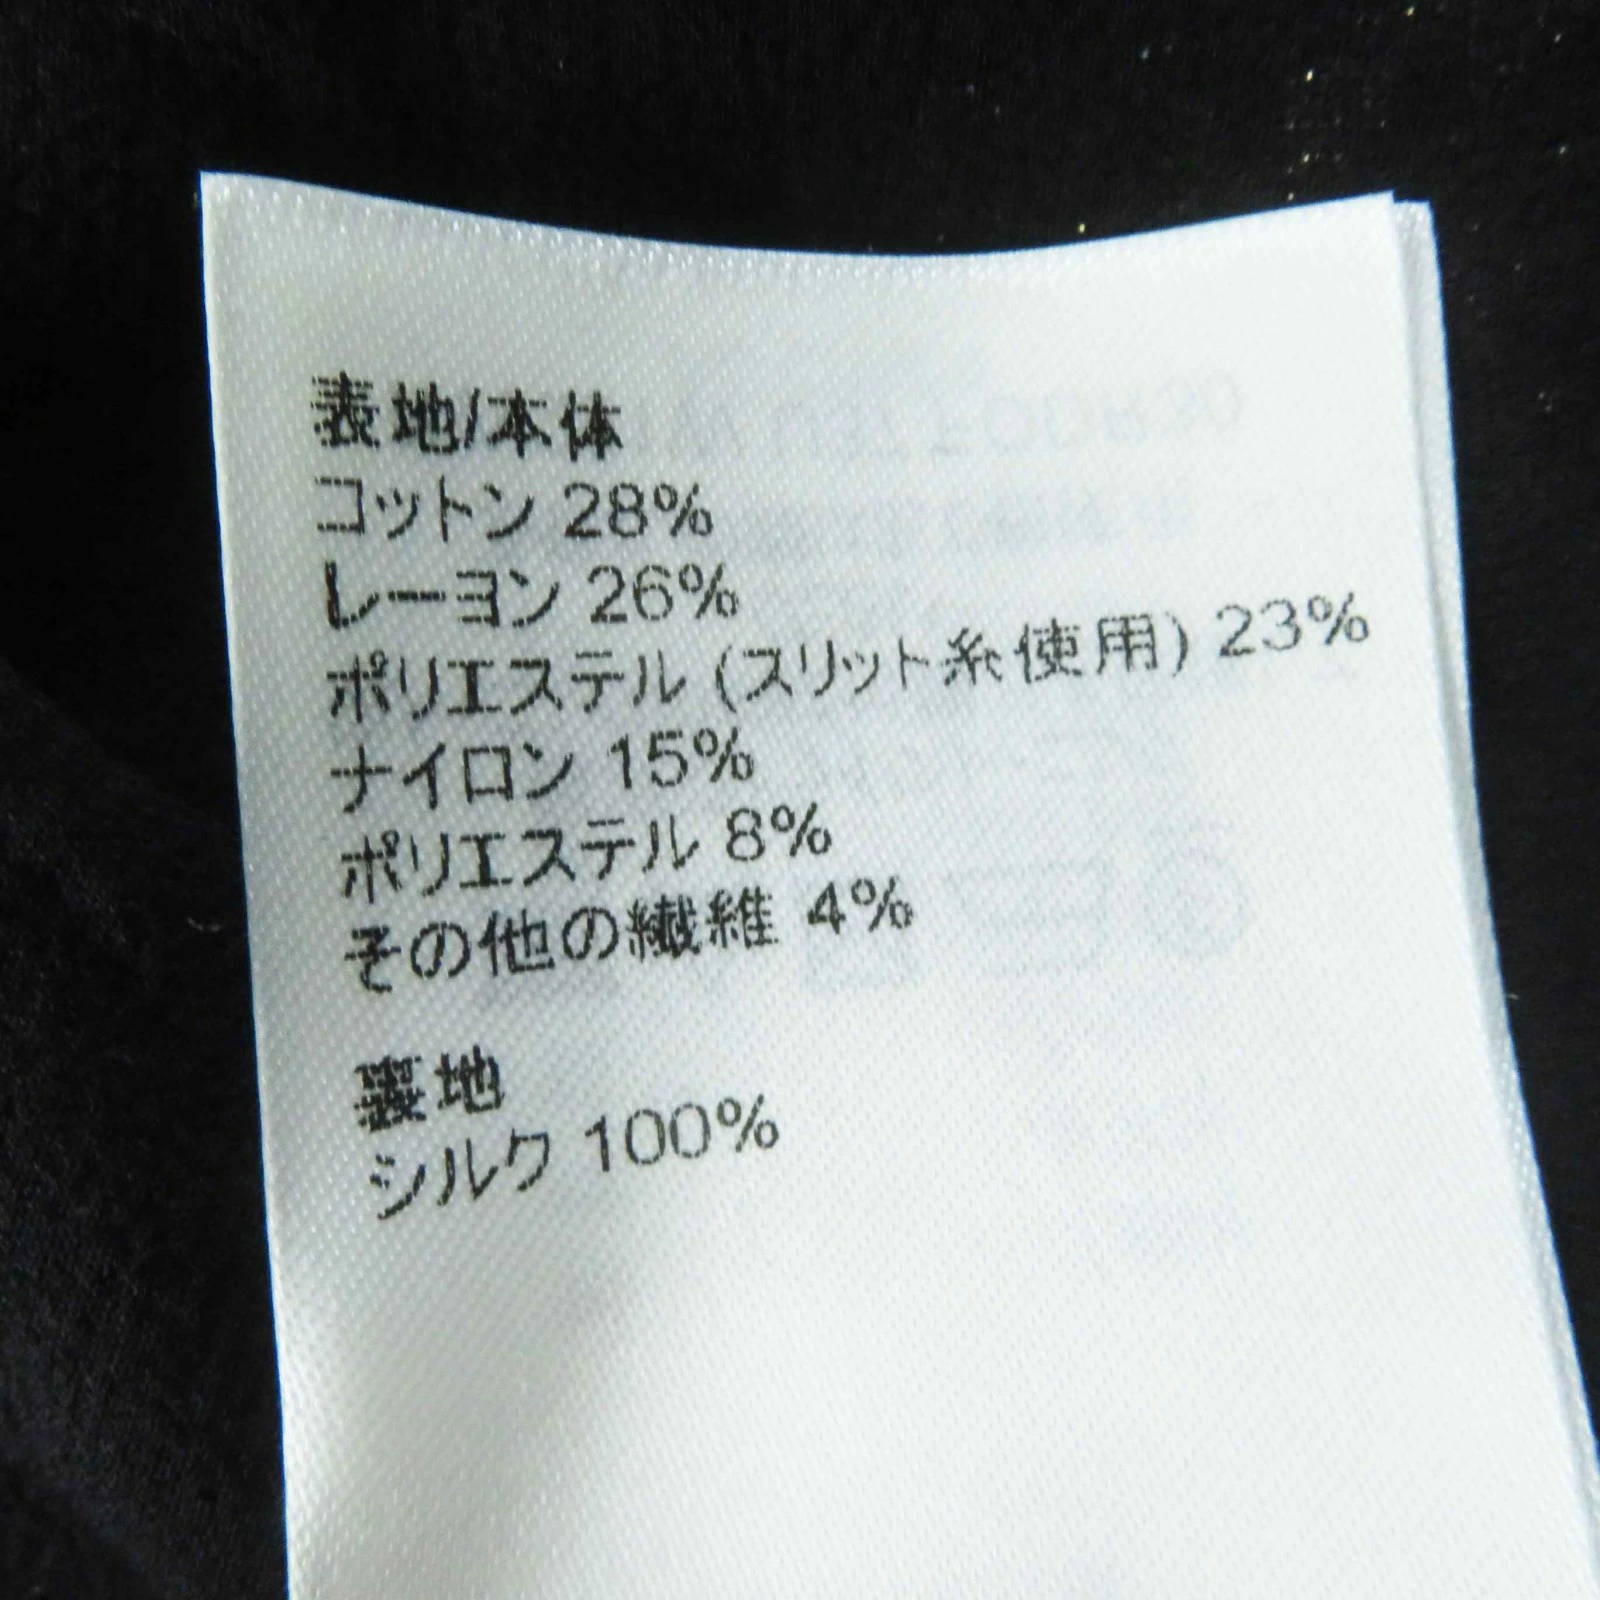 表地/本体
コットン 28%
レーヨン 26%
ポリエステル (スリット糸使用) 23%
ナイロン 15%
ポリエステル 8%
その他の繊維 4%
裏地
シルク 100%